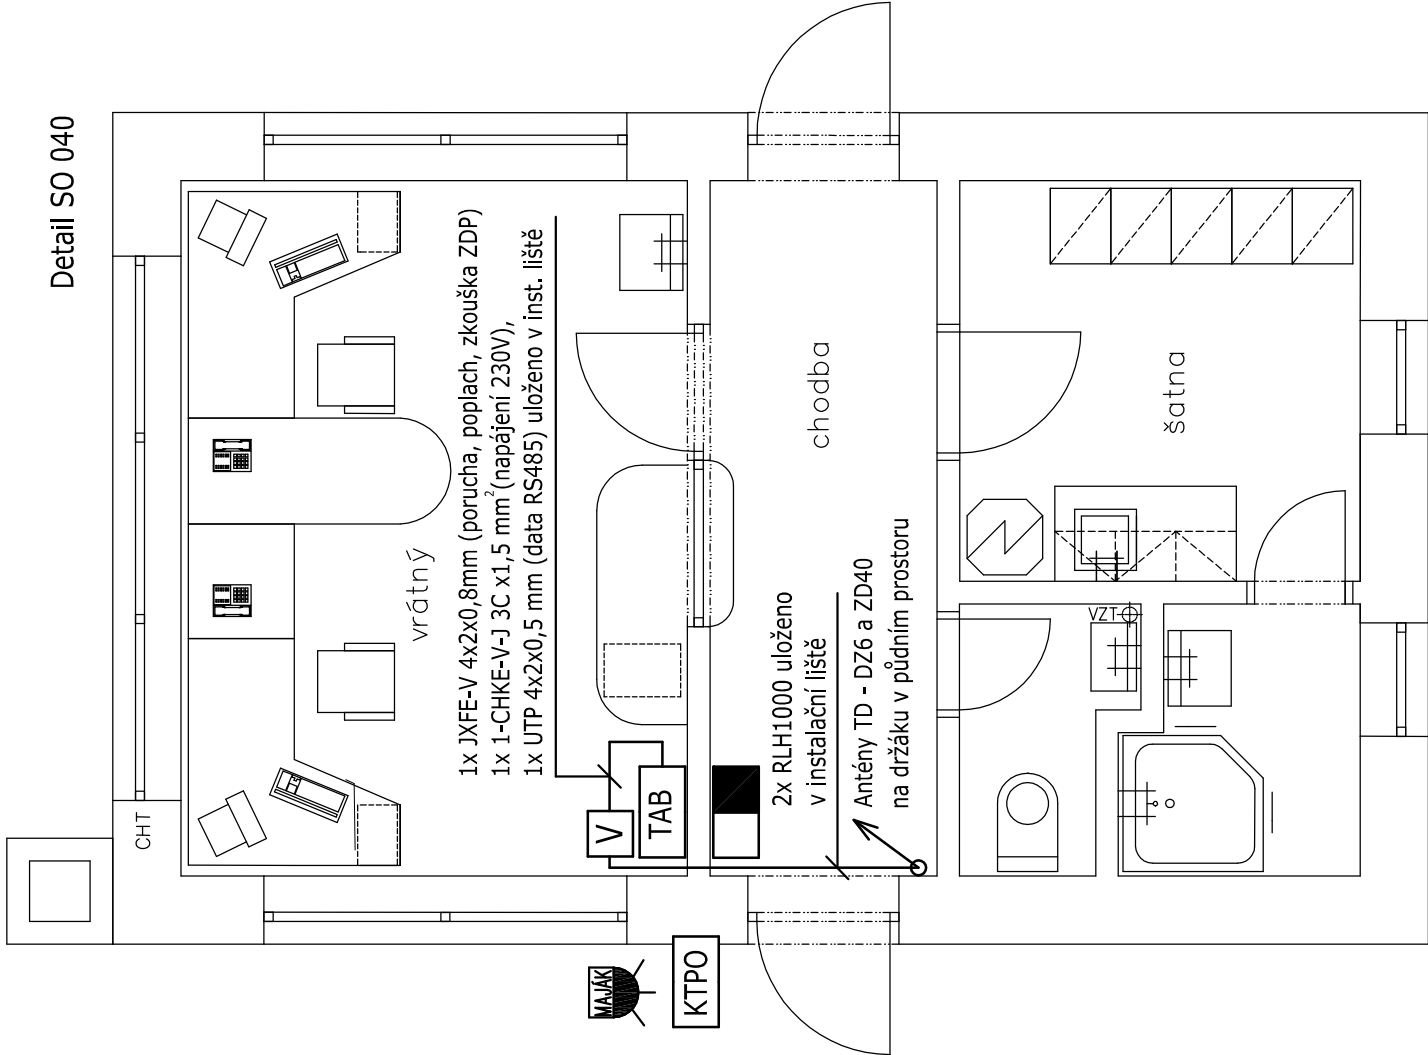 Detail SO 040
CHT
vrátný
1x JXFE-V 4x2x0,8mm (porucha, poplach, zkouška ZDP)
1x 1-CHKE-V-J 3C x1,5 mm² (napájení 230V),
1x UTP 4x2x0,5 mm (data RS485) uloženo v inst. liště
V
TAB
MAJÁK
KTPO
chodba
2x RLH1000 uloženo
v instalační liště
Antény TD - DZ6 a ZD40
na držáku v půdním prostoru
šatna
VZT